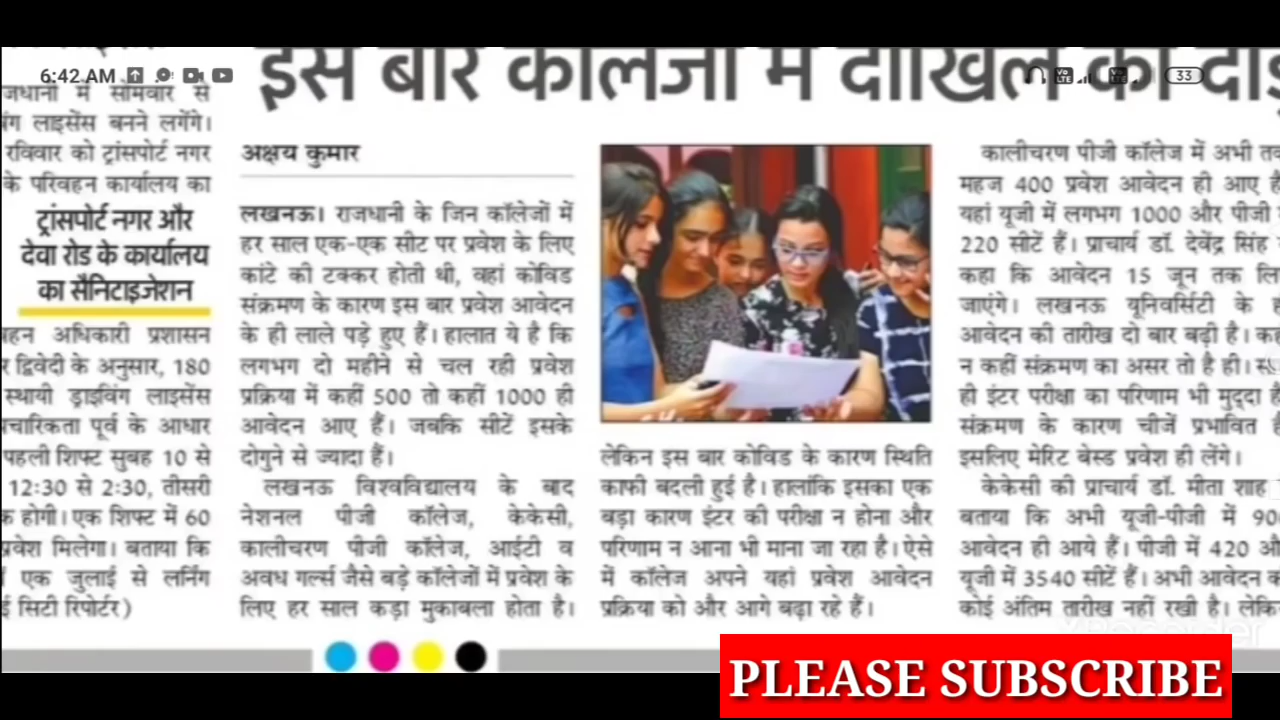 इस बार कॉलेजों में दाखिले की दौड़
6:42 AM
33
जधानी में सोमवार से
लाइसेंस बनने लगेंगे।
रविवार को ट्रांसपोर्ट नगर
के परिवहन कार्यालय का
ट्रांसपोर्ट नगर और
देवा रोड के कार्यालय
का सैनिटाइजेशन
अधिकारी प्रशासन
द्विवेदी के अनुसार, 180
स्थायी ड्राइविंग लाइसेंस
पूर्व के आधार
पहली शिफ्ट सुबह 10 से
12:30 से 2:30, तीसरी
होगी। एक शिफ्ट में 60
प्रवेश मिलेगा। बताया कि
एक जुलाई से लर्निंग
सिटी रिपोर्टर)
अक्षय कुमार
लखनऊ। राजधानी के जिन कॉलेजों में
हर साल एक-एक सीट पर प्रवेश के लिए
कांटे की टक्कर होती थी, वहां कोविड
संक्रमण के कारण इस बार प्रवेश आवेदन
के ही लाले पड़े हुए हैं। हालात ये है कि
लगभग दो महीने से चल रही प्रवेश
प्रक्रिया में कहीं 500 तो कहीं 1000 ही
आवेदन आए हैं। जबकि सीटें इसके
दोगुने से ज्यादा हैं।
लखनऊ विश्वविद्यालय के बाद
नेशनल पीजी कॉलेज, केकेसी,
कालीचरण पीजी कॉलेज, आईटी व
अवध गर्ल्स जैसे बड़े कॉलेजों में प्रवेश के
लिए हर साल कड़ा मुकाबला होता है।
लेकिन इस बार कोविड के कारण स्थिति
काफी बदली हुई है। हालांकि इसका एक
बड़ा कारण इंटर की परीक्षा न होना और
परिणाम न आना भी माना जा रहा है। ऐसे
में कॉलेज अपने यहां प्रवेश आवेदन
प्रक्रिया को और आगे बढ़ा रहे हैं।
कालीचरण पीजी कॉलेज में अभी तक
महज 400 प्रवेश आवेदन ही आए हैं
यहां यूजी में लगभग 1000 और पीजी
220 सीटें हैं। प्राचार्य डॉ. देवेंद्र सिंह
कहा कि आवेदन 15 जून तक लिए
जाएंगे। लखनऊ यूनिवर्सिटी के
आवेदन की तारीख दो बार बढ़ी है।
न कहीं संक्रमण का असर तो है ही।
ही इंटर परीक्षा का परिणाम भी मुद्दा
संक्रमण के कारण चीजें प्रभावित
इसलिए मेरिट बेस्ड प्रवेश ही लेंगे।
केकेसी की प्राचार्य डॉ. मीता शाह
बताया कि अभी यूजी-पीजी में
आवेदन ही आये हैं। पीजी में 420
यूजी में 3540 सीटें हैं। अभी आवेदन
कोई अंतिम तारीख नहीं रखी है।
PLEASE SUBSCRIBE